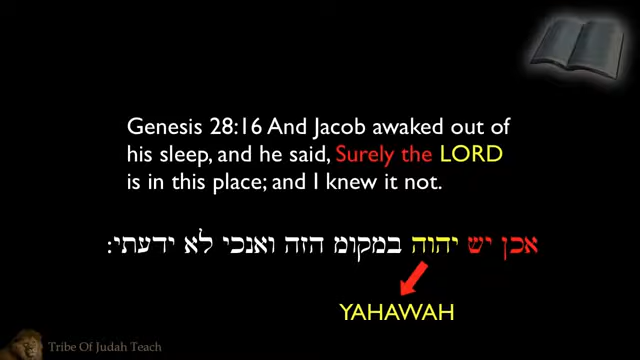 Genesis 28:16 And Jacob awaked out of
his sleep, and he said, Surely the LORD
is in this place; and I knew it not.
אכן יש יהוה במקומ הזה ואנכי לא ידעתי:
YAHAWAH
Tribe Of Judah Teach